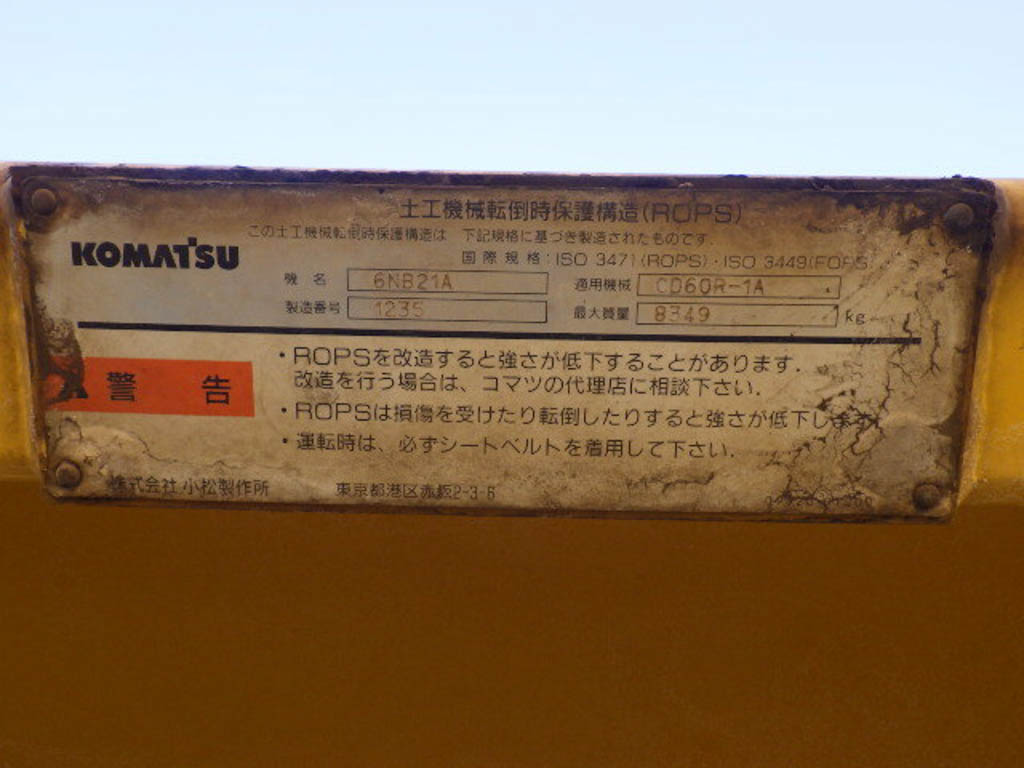 土工機械転倒時保護構造(ROPS)
この土工機械転倒時保護構造は 下記規格に基づき製造されたものです.
KOMATSU
国際規格:ISO 3471(ROPS)・ISO 3449(FOPS)
機名 6NB21A 適用機械 CD60R-1A
製造番号 1235 最大質量 8349 kg
・ROPSを改造すると強さが低下することがあります.
改造を行う場合は、コマツの代理店に相談下さい.
警告
・ROPSは損傷を受けたり転倒したりすると強さが低下します.
・運転時は、必ずシートベルトを着用して下さい.
株式会社 小松製作所 東京都港区赤坂2-3-6